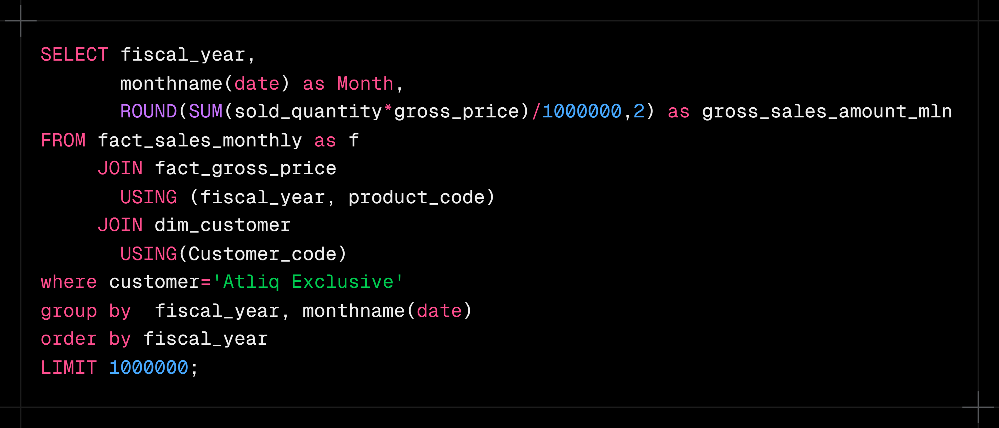 SELECT fiscal_year,
       monthname(date) as Month,
       ROUND(SUM(sold_quantity*gross_price)/1000000,2) as gross_sales_amount_mln
FROM fact_sales_monthly as f
     JOIN fact_gross_price
       USING (fiscal_year, product_code)
     JOIN dim_customer
       USING(Customer_code)
where customer='Atliq Exclusive'
group by  fiscal_year, monthname(date)
order by fiscal_year
LIMIT 1000000;